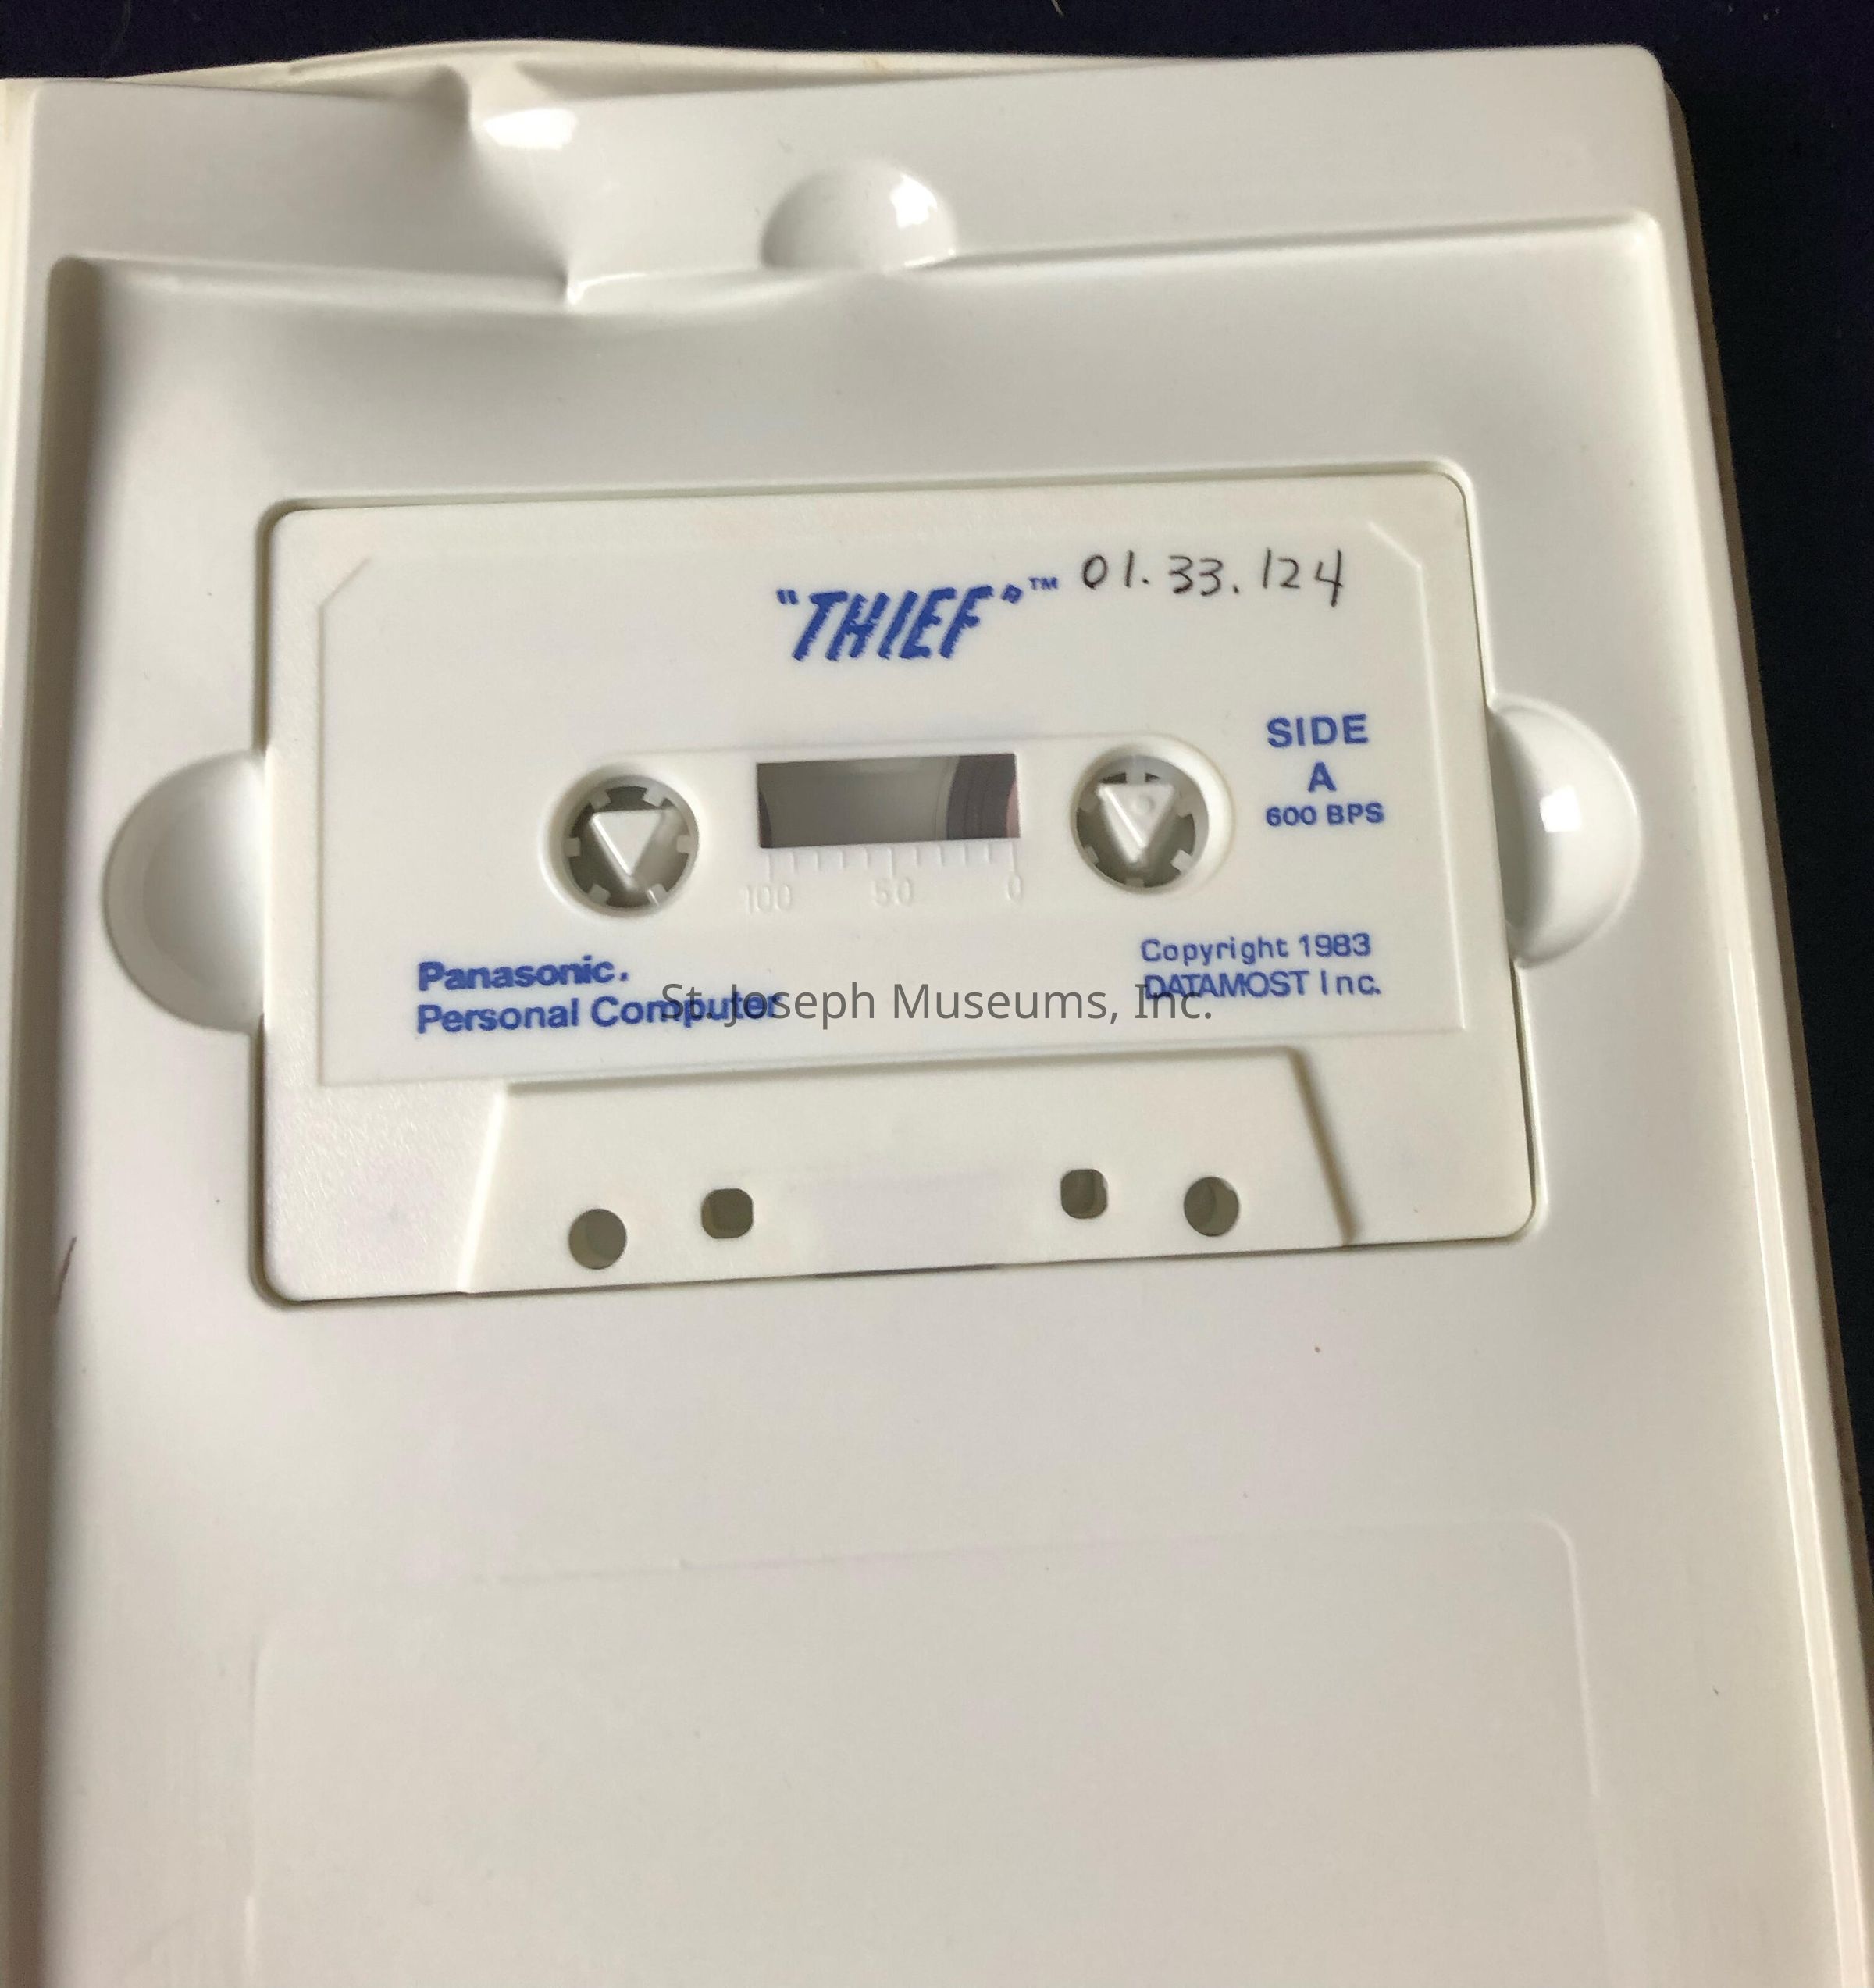 "THIEF"™ 01.33.124
SIDE
A
600 BPS
100 50 0
Panasonic.
Personal Computer
Copyright 1983
DATAMOST Inc.
St. Joseph Museums, Inc.